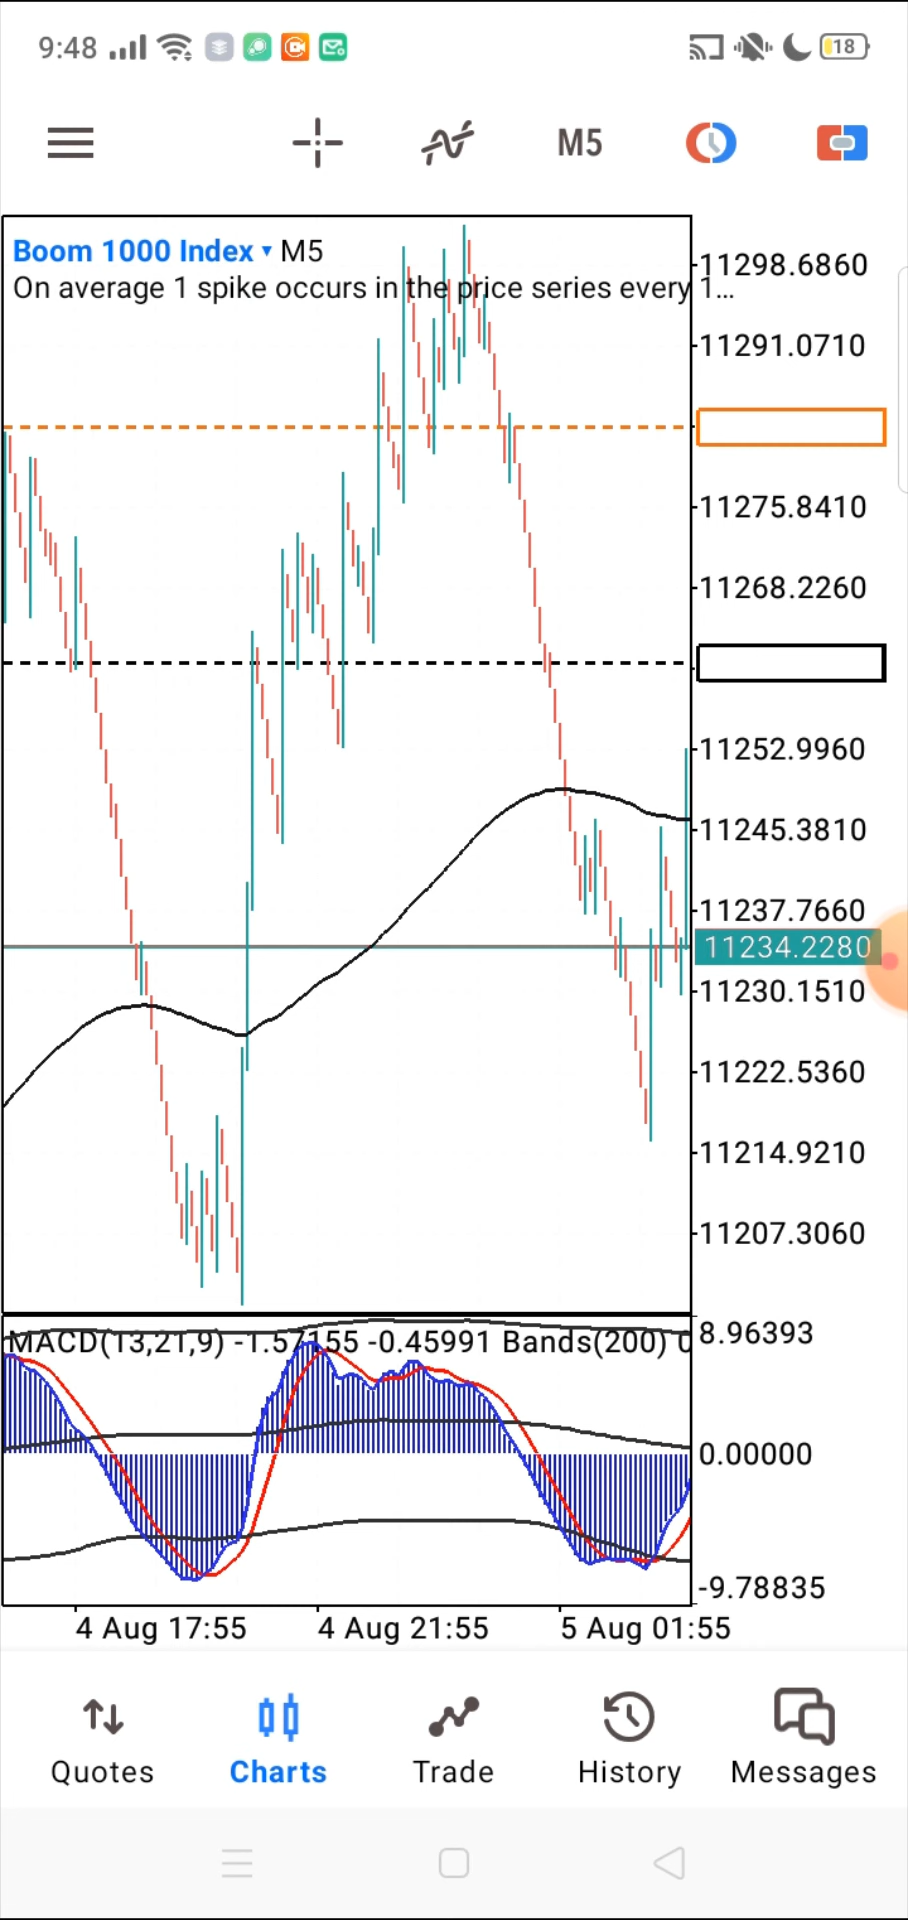 9:48
18
M5
Boom 1000 Index ▾ M5
On average 1 spike occurs in the price series every 1...
11298.6860
11291.0710
11275.8410
11268.2260
11252.9960
11245.3810
11237.7660
11234.2280
11230.1510
11222.5360
11214.9210
11207.3060
MACD(13,21,9) -1.57155 -0.45991 Bands(200) 0
8.96393
0.00000
-9.78835
4 Aug 17:55 4 Aug 21:55 5 Aug 01:55
Quotes Charts Trade History Messages